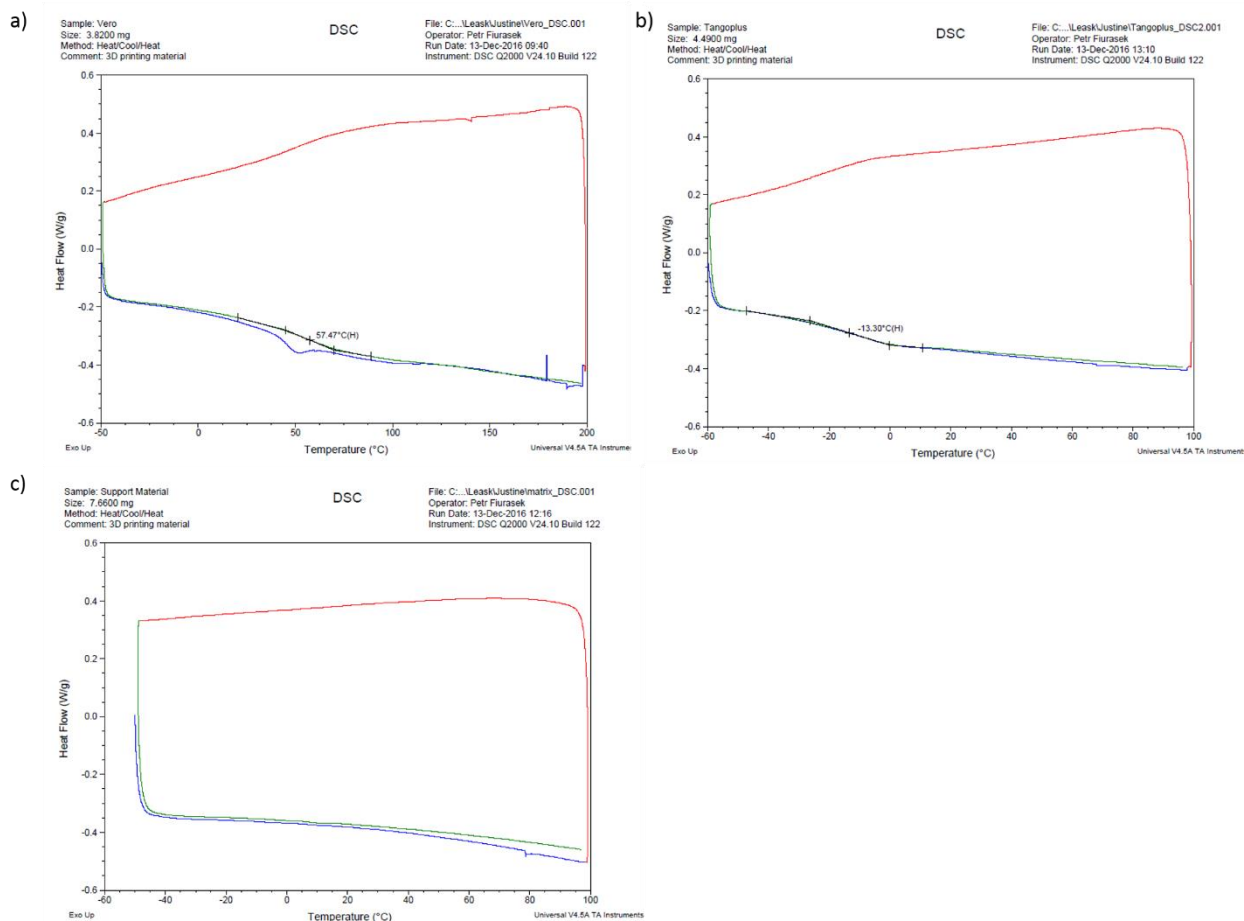 a)
Sample: Vero
Size: 3.8200 mg
Method: Heat/Cool/Heat
Comment: 3D printing material
DSC
File: C:...\Leask\Justine\Vero_DSC.001
Operator: Petr Fiurasek
Run Date: 13-Dec-2016 09:40
Instrument: DSC Q2000 V24.10 Build 122
0.6
0.4
0.2
0.0
-0.2
-0.4
-0.6
Heat Flow (W/g)
57.47°C(H)
-50 0 50 100 150 200
Exo Up
Temperature (°C)
Universal V4.5A TA Instruments
b)
Sample: Tangoplus
Size: 4.4900 mg
Method: Heat/Cool/Heat
Comment: 3D printing material
DSC
File: C:...\Leask\Justine\Tangoplus_DSC2.001
Operator: Petr Fiurasek
Run Date: 13-Dec-2016 13:10
Instrument: DSC Q2000 V24.10 Build 122
0.6
0.4
0.2
0.0
-0.2
-0.4
-0.6
Heat Flow (W/g)
-13.30°C(H)
-60 -40 -20 0 20 40 60 80 100
Exo Up
Temperature (°C)
Universal V4.5A TA Instruments
c)
Sample: Support Material
Size: 7.6600 mg
Method: Heat/Cool/Heat
Comment: 3D printing material
DSC
File: C:...\Leask\Justine\matrix_DSC.001
Operator: Petr Fiurasek
Run Date: 13-Dec-2016 12:16
Instrument: DSC Q2000 V24.10 Build 122
0.6
0.4
0.2
0.0
-0.2
-0.4
-0.6
Heat Flow (W/g)
-60 -40 -20 0 20 40 60 80 100
Exo Up
Temperature (°C)
Universal V4.5A TA Instruments